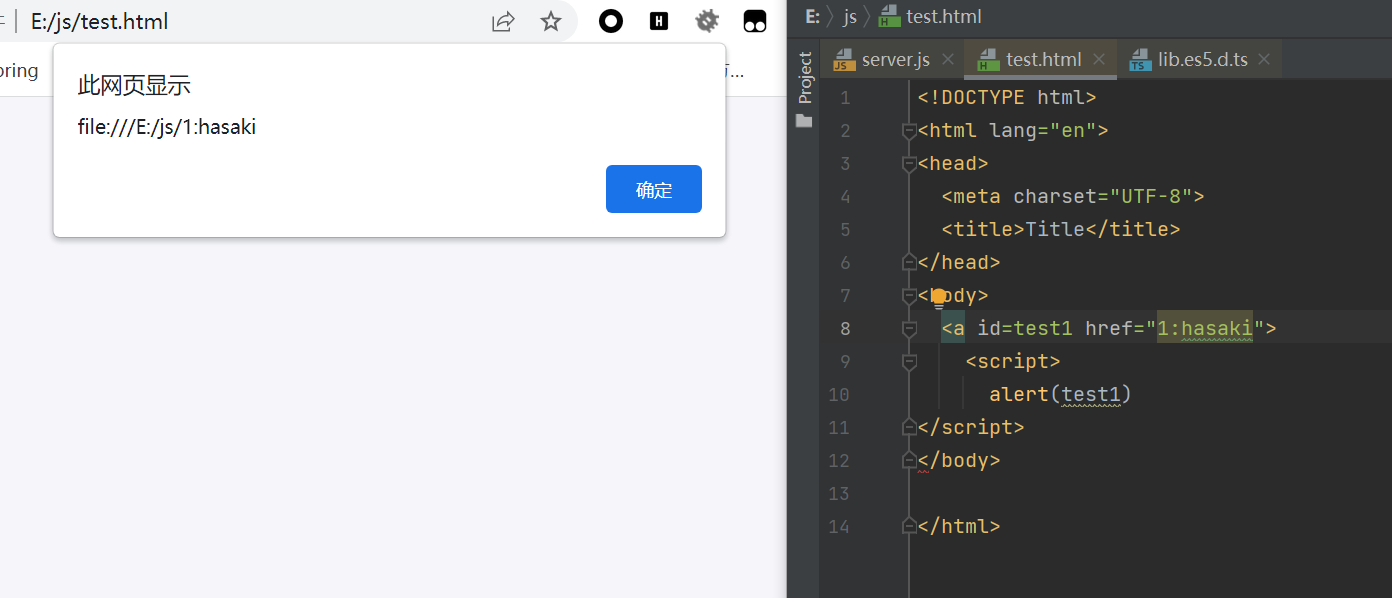 E:/js/test.html
oring
此网页显示
file:///E:/js/1:hasaki
确定
E: js test.html
Project
server.js test.html lib.es5.d.ts
1 <!DOCTYPE html>
2 <html lang="en">
3 <head>
4 <meta charset="UTF-8">
5 <title>Title</title>
6 </head>
7 <body>
8 <a id=test1 href="1:hasaki">
9 <script>
10 alert(test1)
11 </script>
12 </body>
13
14 </html>